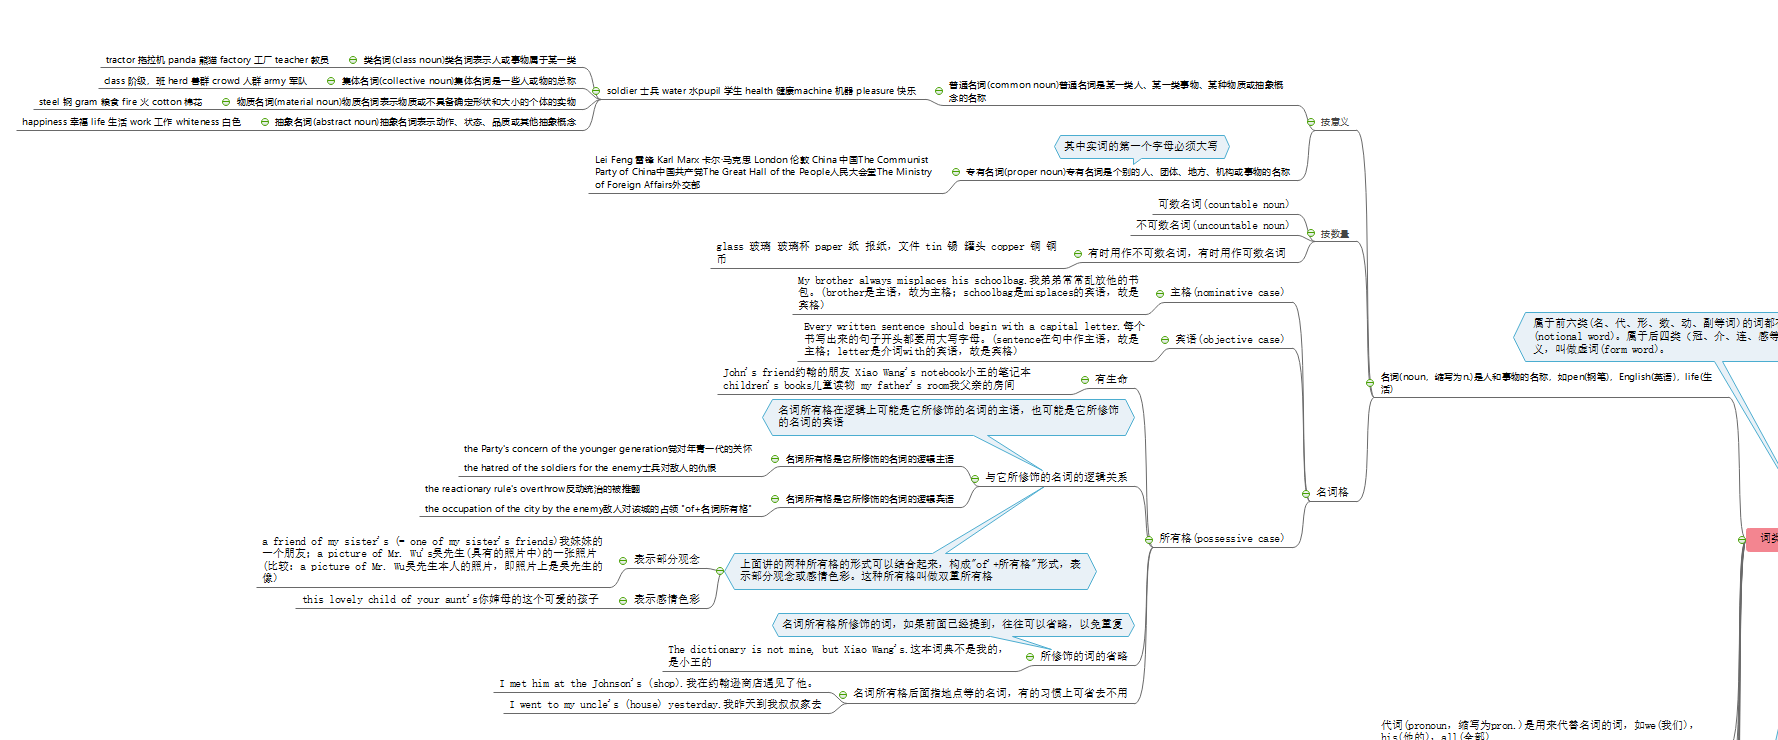 tractor 拖拉机 panda 熊猫 factory 工厂 teacher 教员
类名词(class noun)类名词表示人或事物属于某一类
class 阶级，班 herd 兽群 crowd 人群 army 军队
集体名词(collective noun)集体名词是一些人或物的总称
steel 钢 gram 粮食 fire 火 cotton 棉花
物质名词(material noun)物质名词表示物质或不具备确定形状和大小的个体的实物
happiness 幸福 life 生活 work 工作 whiteness 白色
抽象名词(abstract noun)抽象名词表示动作、状态、品质或其他抽象概念
soldier 士兵 water 水pupil 学生 health 健康machine 机器 pleasure 快乐
普通名词(common noun)普通名词是某一类人、某一类事物、某种物质或抽象概
念的名称
按意义
其中实词的第一个字母必须大写
Lei Feng 雷锋 Karl Marx 卡尔·马克思 London 伦敦 China 中国The Communist
Party of China中国共产党The Great Hall of the People人民大会堂The Ministry
of Foreign Affairs外交部
专有名词(proper noun)专有名词是个别的人、团体、地方、机构或事物的名称
可数名词(countable noun)
不可数名词(uncountable noun)
按数量
glass 玻璃 玻璃杯 paper 纸 报纸，文件 tin 锡 罐头 copper 铜 铜
币
有时用作不可数名词，有时用作可数名词
My brother always misplaces his schoolbag.我弟弟常常乱放他的书
包。(brother是主语，故为主格；schoolbag是misplaces的宾语，故是
宾格)
主格(nominative case)
Every written sentence should begin with a capital letter.每个
书写出来的句子开头都要用大写字母。(sentence在句中作主语，故是
主格；letter是介词with的宾语，故是宾格)
宾语(objective case)
John's friend约翰的朋友 Xiao Wang's notebook小王的笔记本
children's books儿童读物 my father's room我父亲的房间
有生命
名词所有格在逻辑上可能是它所修饰的名词的主语，也可能是它所修饰
的名词的宾语
the Party's concern of the younger generation党对年青一代的关怀
the hatred of the soldiers for the enemy士兵对敌人的仇恨
名词所有格是它所修饰的名词的逻辑主语
the reactionary rule's overthrow反动统治的被推翻
the occupation of the city by the enemy敌人对该城的占领 "of+名词所有格"
名词所有格是它所修饰的名词的逻辑宾语
与它所修饰的名词的逻辑关系
名词格
所有格(possessive case)
a friend of my sister's (= one of my sister's friends)我妹妹的
一个朋友；a picture of Mr. Wu's吴先生(具有的照片中)的一张照片
(比较：a picture of Mr. Wu吴先生本人的照片，即照片上是吴先生的
像)
表示部分观念
this lovely child of your aunt's你婶母的这个可爱的孩子
表示感情色彩
上面讲的两种所有格的形式可以结合起来，构成"of'+所有格"形式，表
示部分观念或感情色彩。这种所有格叫做双重所有格
名词所有格所修饰的词，如果前面已经提到，往往可以省略，以免重复
The dictionary is not mine, but Xiao Wang's.这本词典不是我的，
是小王的
所修饰的词的省略
I met him at the Johnson's (shop).我在约翰逊商店遇见了他。
I went to my uncle's (house) yesterday.我昨天到我叔叔家去
名词所有格后面指地点等的名词，有的习惯上可省去不用
属于前六类(名、代、形、数、动、副等词)的词都
(notional word)。属于后四类（冠、介、连、感等
义，叫做虚词(form word)。
名词(noun，缩写为n.)是人和事物的名称，如pen(钢笔)，English(英语)，life(生
活)
词类
代词(pronoun，缩写为pron.)是用来代替名词的词，如we(我们)，
his(他的)，all(全部)